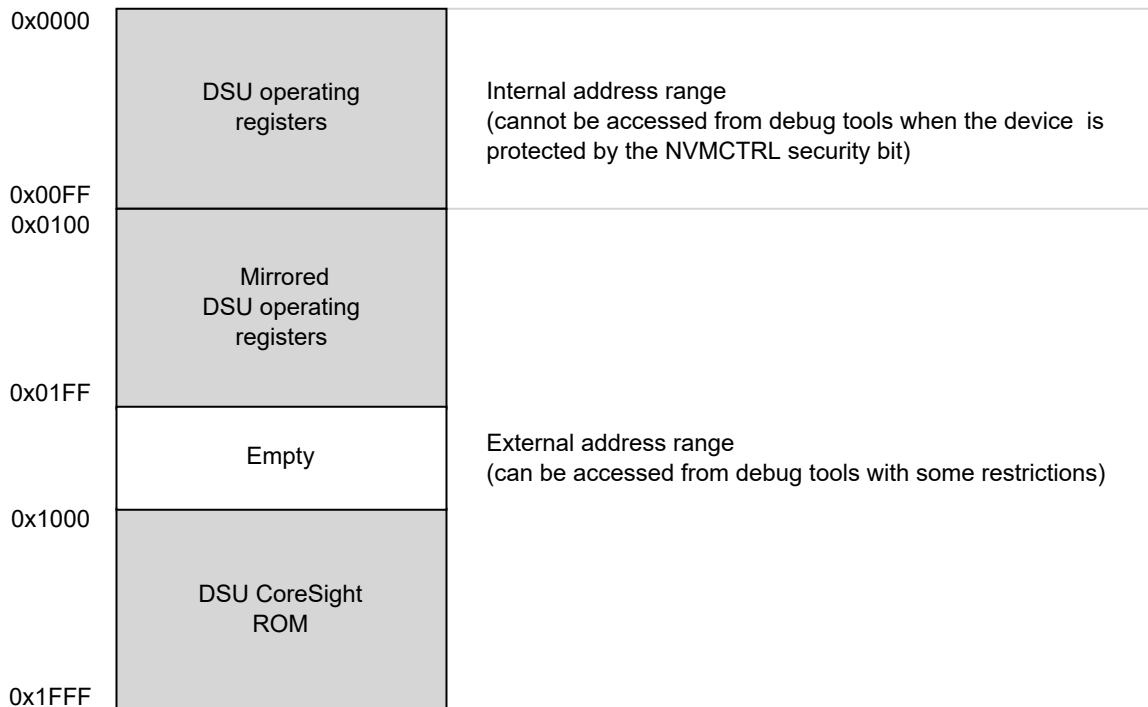 0x0000
DSU operating
registers
Internal address range
(cannot be accessed from debug tools when the device is
protected by the NVMCTRL security bit)
0x00FF
0x0100
Mirrored
DSU operating
registers
0x01FF
Empty
External address range
(can be accessed from debug tools with some restrictions)
0x1000
DSU CoreSight
ROM
0x1FFF